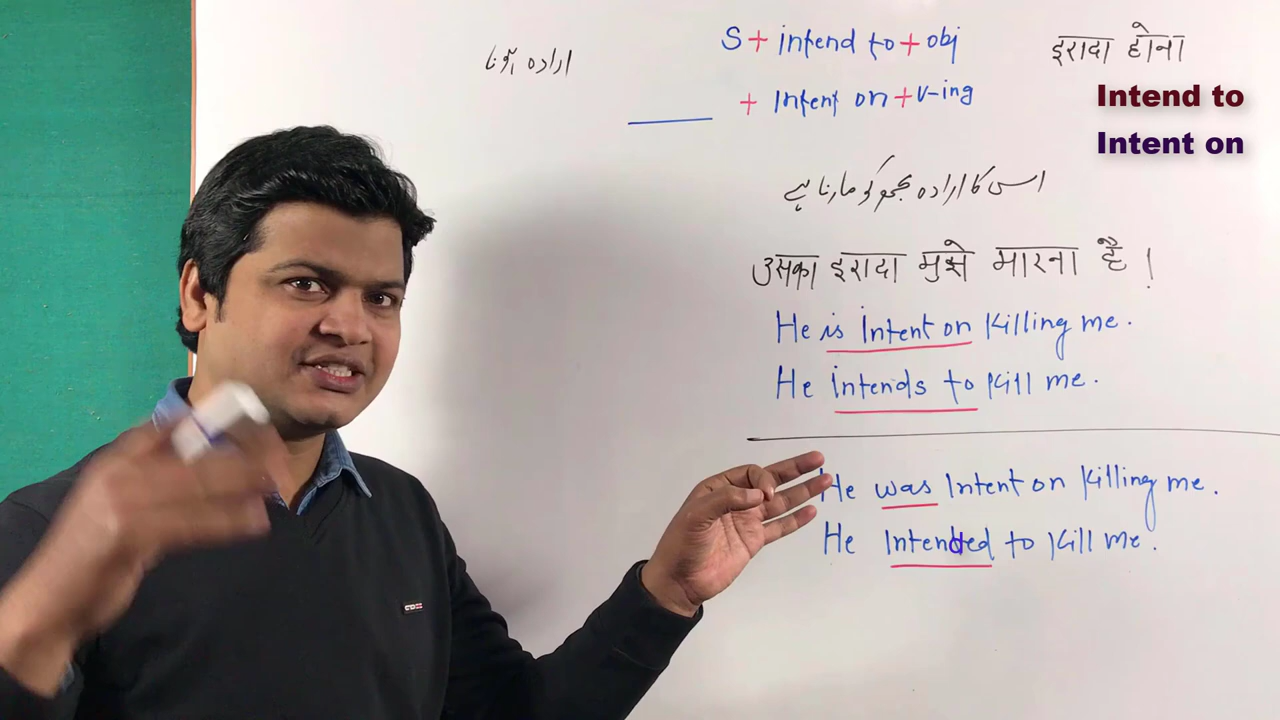 ارادہ ہونا
S + intend to + obj
इरादा होना
Intend to
+ Intent on + v-ing
Intent on
اس کا ارادہ مجھ کو مارنا ہے
उसका इरादा मुझे मारना है !
He is Intent on Killing me.
He intends to Kill me.
He was Intent on Killing me.
He Intended to Kill me.